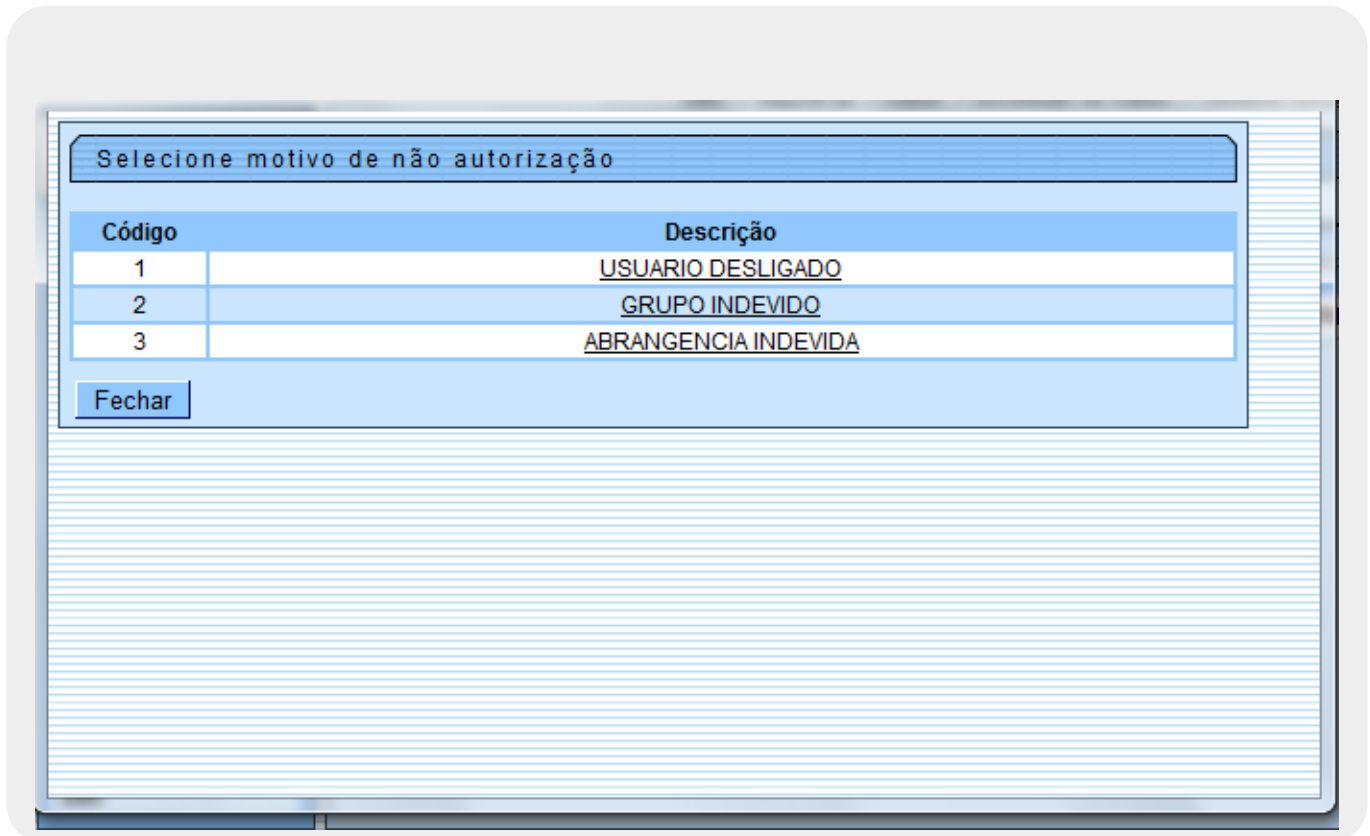 Selecione motivo de não autorização
Código Descrição
1 USUARIO DESLIGADO
2 GRUPO INDEVIDO
3 ABRANGENCIA INDEVIDA
Fechar